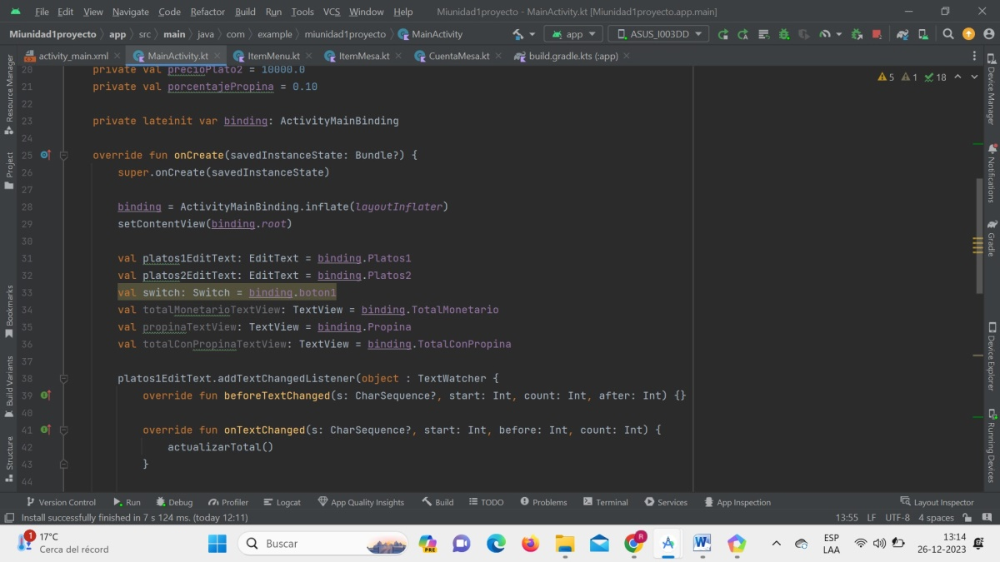 File Edit View Navigate Code Refactor Build Run Tools VCS Window Help Miunidad1proyecto - MainActivity.kt [Miunidad1proyecto.app.main]
Miunidad1proyecto app src main java com example miunidad1proyecto MainActivity app ASUS_I003DD
activity_main.xml MainActivity.kt ItemMenu.kt ItemMesa.kt CuentaMesa.kt build.gradle.kts (:app)
5 1 18
20 private val precioPlato2 = 10000.0
21 private val porcentajePropina = 0.10
22
23 private lateinit var binding: ActivityMainBinding
24
25 override fun onCreate(savedInstanceState: Bundle?) {
26 super.onCreate(savedInstanceState)
27
28 binding = ActivityMainBinding.inflate(layoutInflater)
29 setContentView(binding.root)
30
31 val platos1EditText: EditText = binding.Platos1
32 val platos2EditText: EditText = binding.Platos2
33 val switch: Switch = binding.boton1
34 val totalMonetarioTextView: TextView = binding.TotalMonetario
35 val propinaTextView: TextView = binding.Propina
36 val totalConPropinaTextView: TextView = binding.TotalConPropina
37
38 platos1EditText.addTextChangedListener(object : TextWatcher {
39 override fun beforeTextChanged(s: CharSequence?, start: Int, count: Int, after: Int) {}
40
41 override fun onTextChanged(s: CharSequence?, start: Int, before: Int, count: Int) {
42 actualizarTotal()
43 }
44
Resource Manager
Project
Bookmarks
Build Variants
Structure
Device Manager
Notifications
Gradle
Device Explorer
Running Devices
Version Control Run Debug Profiler Logcat App Quality Insights Build TODO Problems Terminal Services App Inspection Layout Inspector
Install successfully finished in 7 s 124 ms. (today 12:11) 13:55 LF UTF-8 4 spaces
1 17°C
Cerca del récord
Buscar
PRE
R
ESP
LAA
13:14
26-12-2023